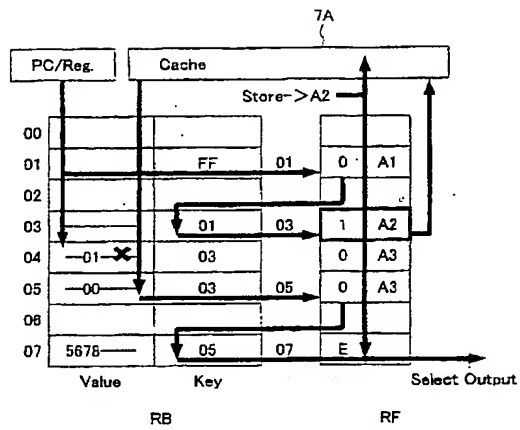 7A
PC/Reg. Cache
Store->A2
00
01 FF 01 0 A1
02
03 01 03 1 A2
04 —01— 03 0 A3
05 —00— 03 05 0 A3
06
07 5678— 05 07 E
Value Key Select Output
RB RF